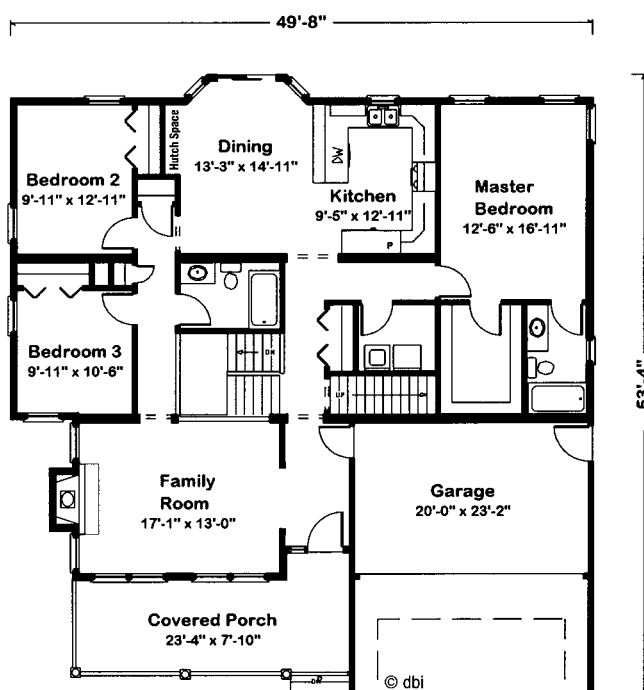 49'-8"
Hutch Space
Dining
13'-3" x 14'-11"
DW
Bedroom 2
9'-11" x 12'-11"
Kitchen
9'-5" x 12'-11"
P
Master
Bedroom
12'-6" x 16'-11"
Bedroom 3
9'-11" x 10'-6"
DN
UP
53'-4"
Family
Room
17'-1" x 13'-0"
Garage
20'-0" x 23'-2"
Covered Porch
23'-4" x 7'-10"
© dbi